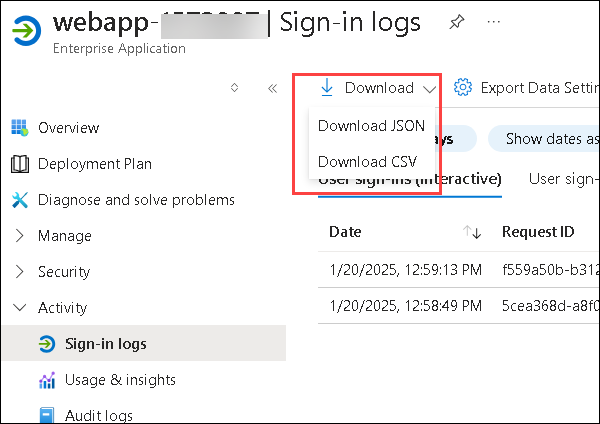 webapp- | Sign-in logs
...
Enterprise Application
Download
Export Data Settin
Download JSON
Download CSV
ays
Show dates as
User sign-ins (interactive)
User sign-
Date
Request ID
1/20/2025, 12:59:13 PM
f559a50b-b312
1/20/2025, 12:58:49 PM
5cea368d-a8f0
Overview
Deployment Plan
Diagnose and solve problems
Manage
Security
Activity
Sign-in logs
Usage & insights
Audit logs